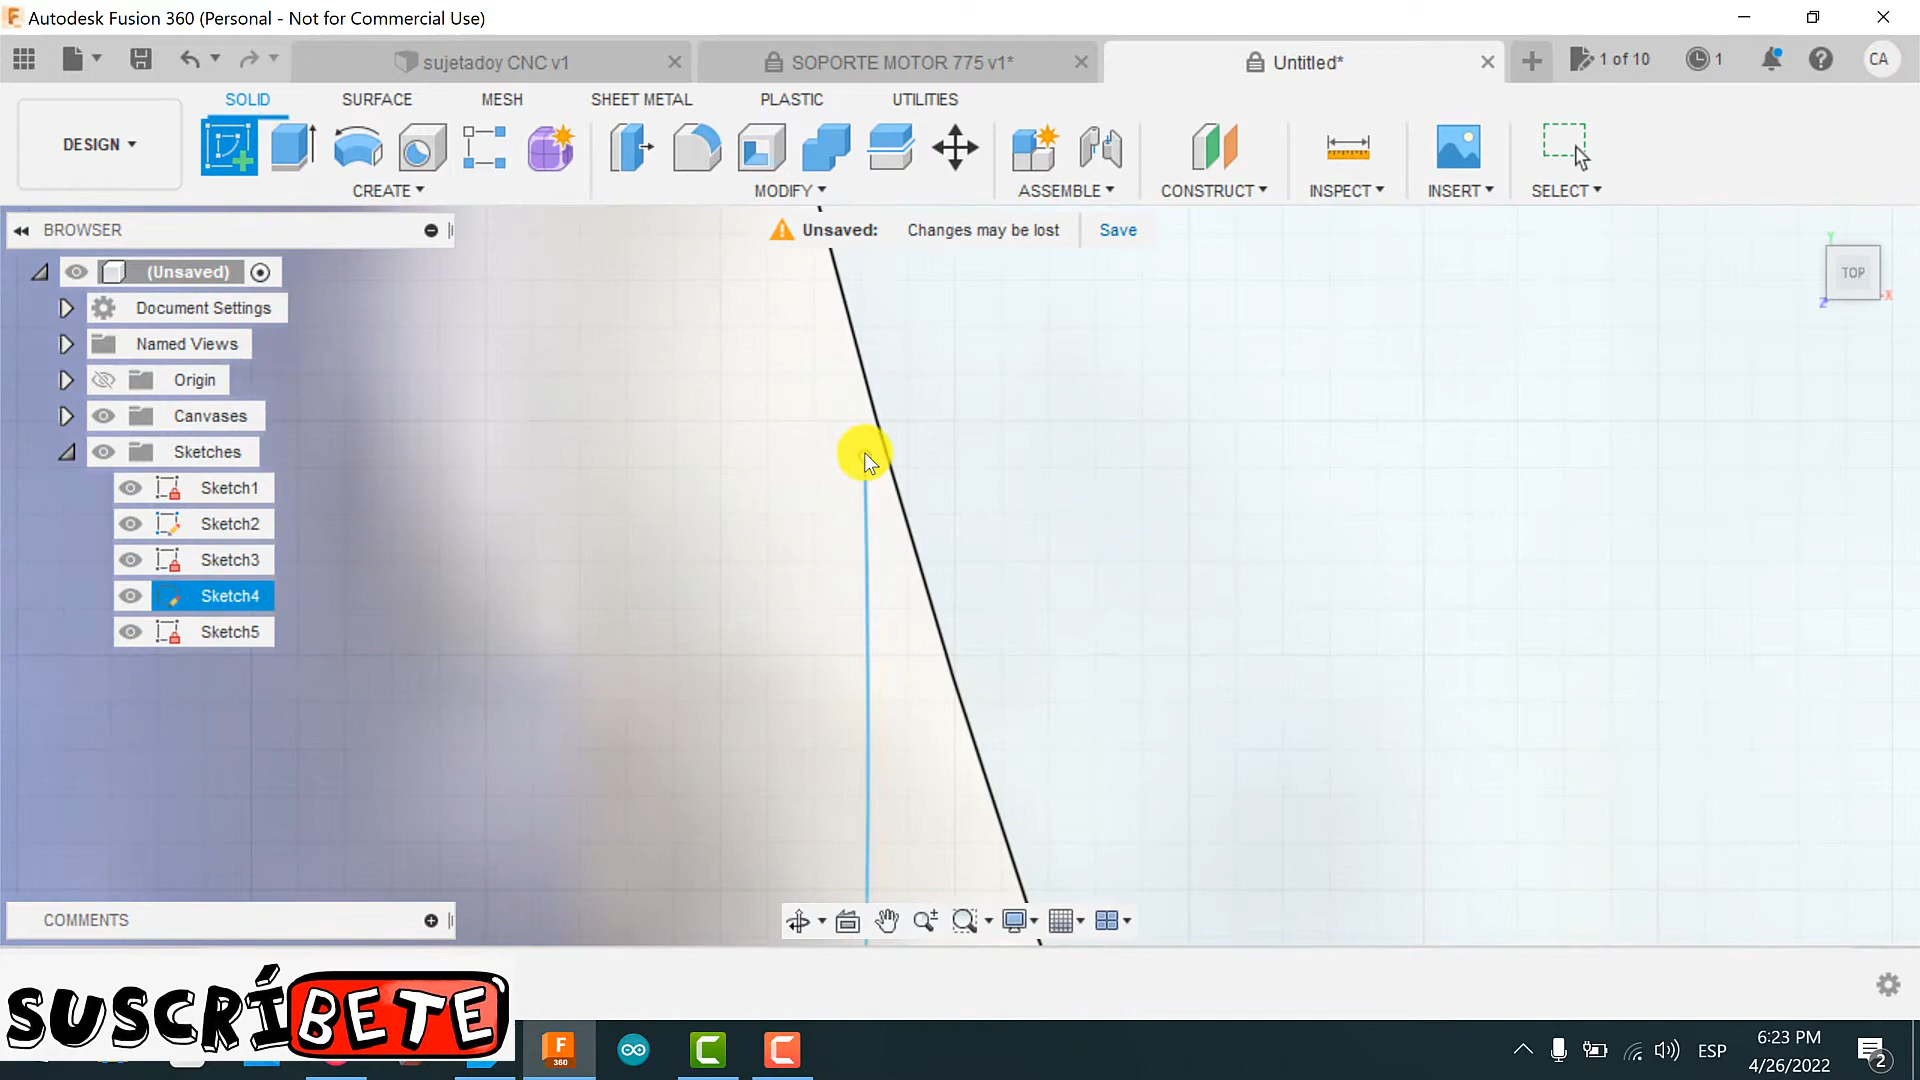 Autodesk Fusion 360 (Personal - Not for Commercial Use)
sujetadoy CNC v1
SOPORTE MOTOR 775 v1*
Untitled*
1 of 10
1
CA
DESIGN
SOLID
SURFACE
MESH
SHEET METAL
PLASTIC
UTILITIES
CREATE
MODIFY
ASSEMBLE
CONSTRUCT
INSPECT
INSERT
SELECT
BROWSER
Unsaved: Changes may be lost Save
(Unsaved)
Document Settings
Named Views
Origin
Canvases
Sketches
Sketch1
Sketch2
Sketch3
Sketch4
Sketch5
Y
TOP
X
Z
COMMENTS
SUSCRÍBETE
F
360
ESP
6:23 PM
4/26/2022
2